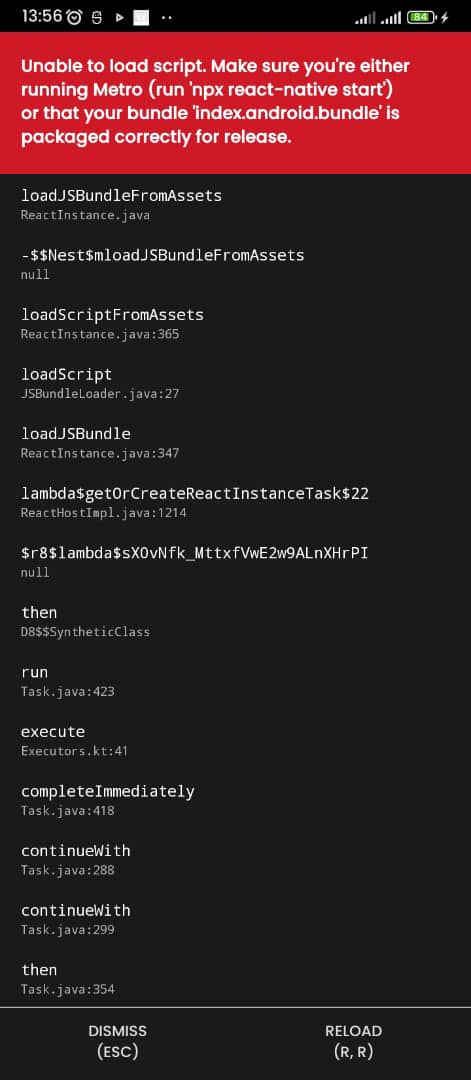 13:56
84
Unable to load script. Make sure you're either
running Metro (run 'npx react-native start')
or that your bundle 'index.android.bundle' is
packaged correctly for release.
loadJSBundleFromAssets
ReactInstance.java
-$$Nest$mloadJSBundleFromAssets
null
loadScriptFromAssets
ReactInstance.java:365
loadScript
JSBundleLoader.java:27
loadJSBundle
ReactInstance.java:347
lambda$getOrCreateReactInstanceTask$22
ReactHostImpl.java:1214
$r8$lambda$sXOvNfk_MttxfVwE2w9ALnXHrPI
null
then
D8$$SyntheticClass
run
Task.java:423
execute
Executors.kt:41
completeImmediately
Task.java:418
continueWith
Task.java:288
continueWith
Task.java:299
then
Task.java:354
DISMISS
(ESC)
RELOAD
(R, R)